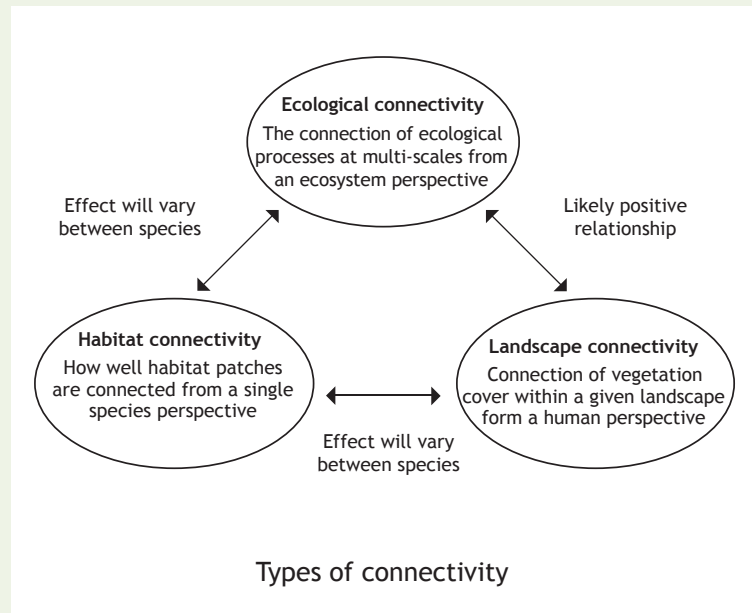 Ecological connectivity
The connection of ecological
processes at multi-scales from
an ecosystem perspective
Effect will vary
between species
Likely positive
relationship
Habitat connectivity
How well habitat patches
are connected from a single
species perspective
Landscape connectivity
Connection of vegetation
cover within a given landscape
form a human perspective
Effect will vary
between species
Types of connectivity